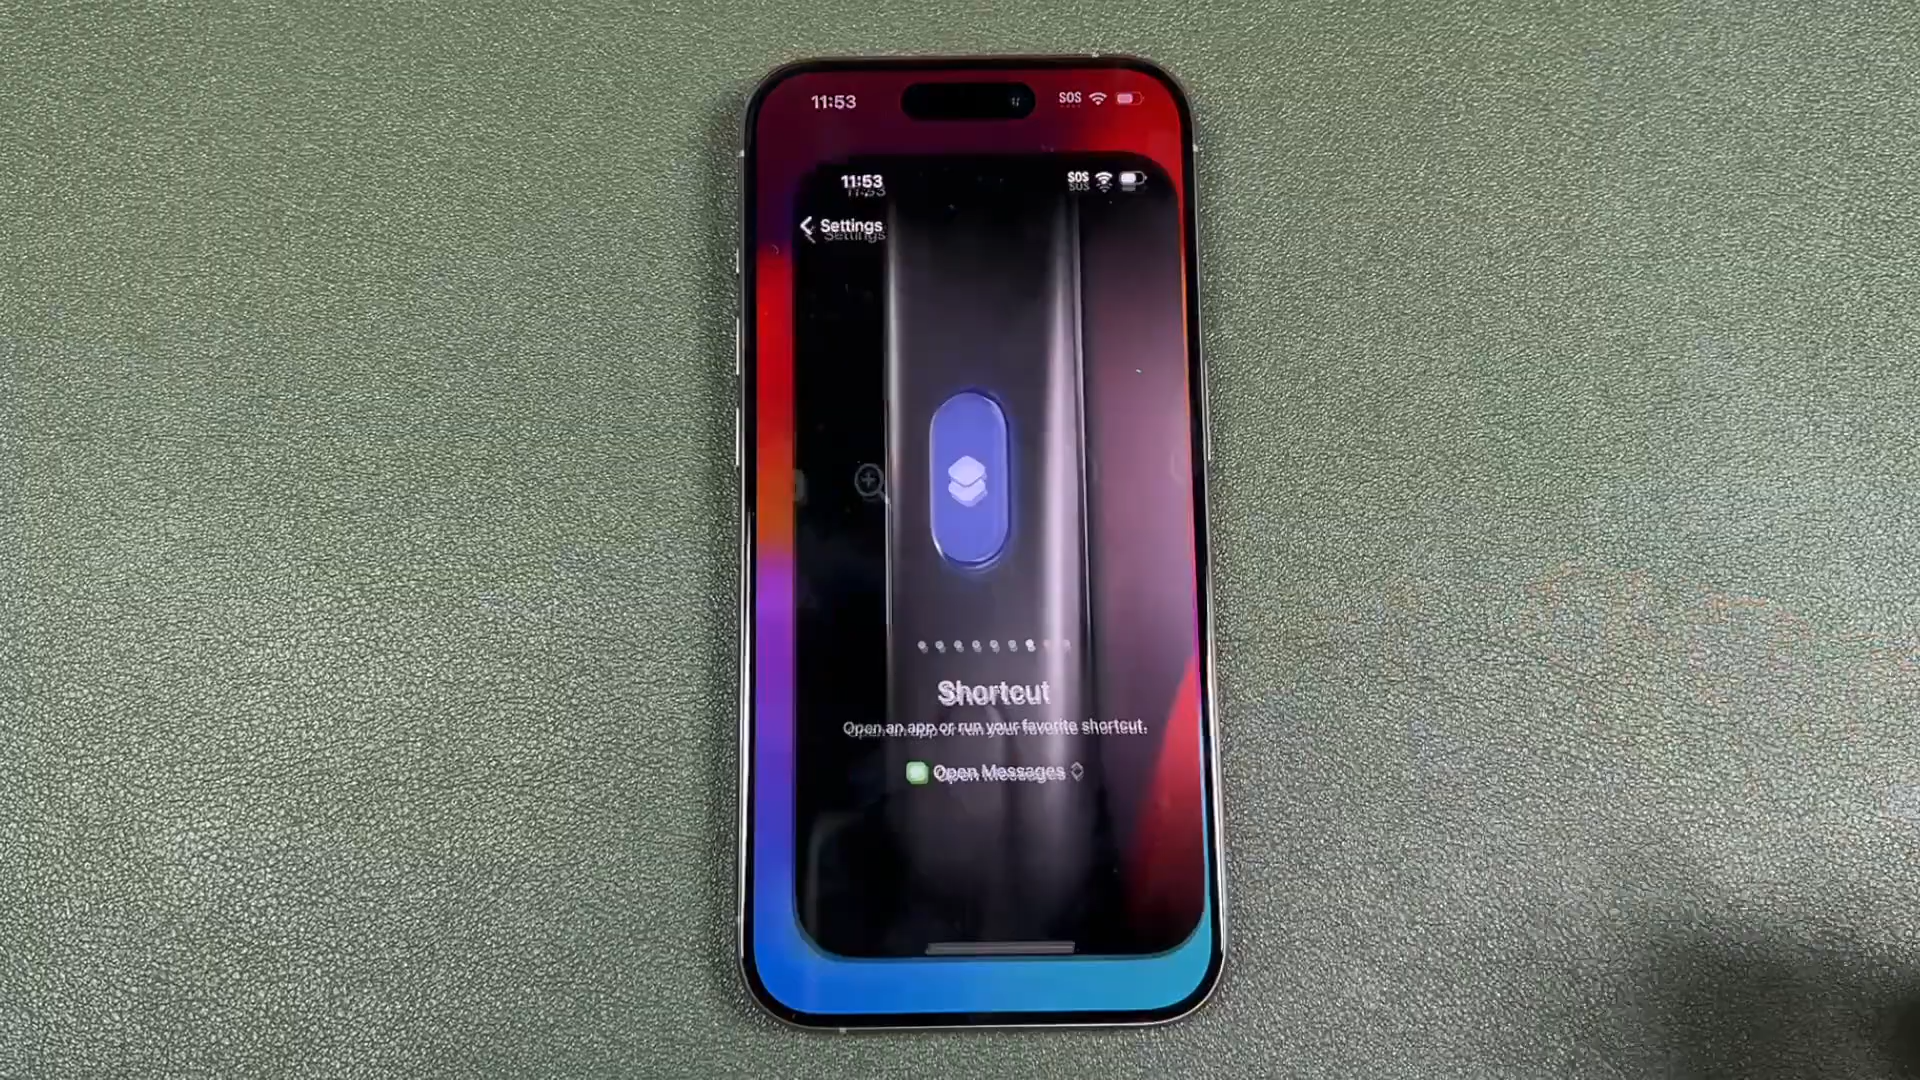 11:53 SOS
11:53 SOS
Settings
Shortcut
Open an app or run your favorite shortcut.
Open Messages